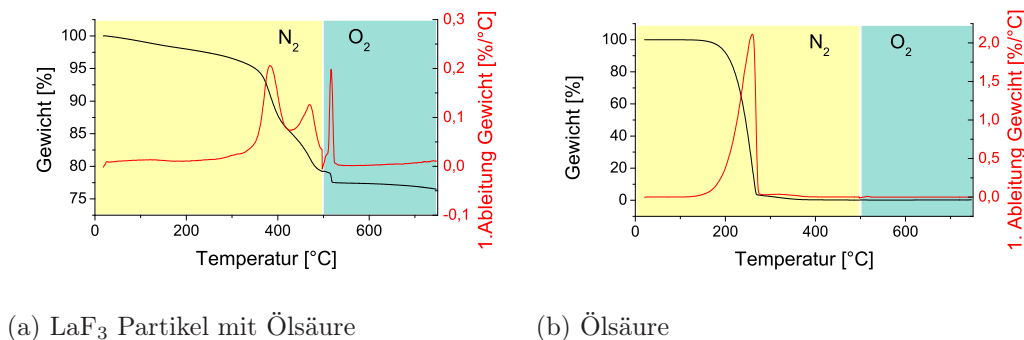 N2 O2
100
95
90
85
80
75
Gewicht [%]
0,3
0,2
0,1
0,0
-0,1
1.Ableitung Gewicht [%/°C]
0 200 400 600
Temperatur [°C]
(a) LaF3 Partikel mit Ölsäure
N2 O2
100
80
60
40
20
0
Gewicht [%]
2,0
1,5
1,0
0,5
0,0
1. Ableitung Gewciht [%/°C]
0 200 400 600
Temperatur [°C]
(b) Ölsäure